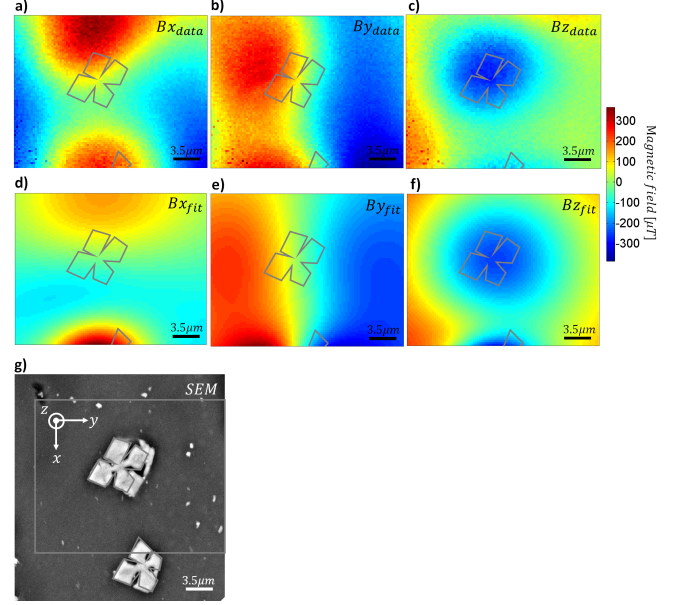 a)
Bx_data
3.5μm
b)
By_data
3.5μm
c)
Bz_data
3.5μm
d)
Bx_fit
3.5μm
e)
By_fit
3.5μm
f)
Bz_fit
3.5μm
300
200
100
0
-100
-200
-300
Magnetic field [μT]
g)
SEM
z
y
x
3.5μm